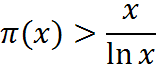 π(x) > x / ln x